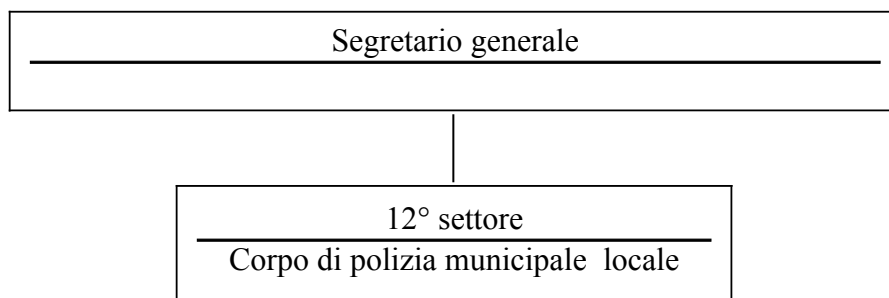 Segretario generale
12° settore
Corpo di polizia municipale  locale